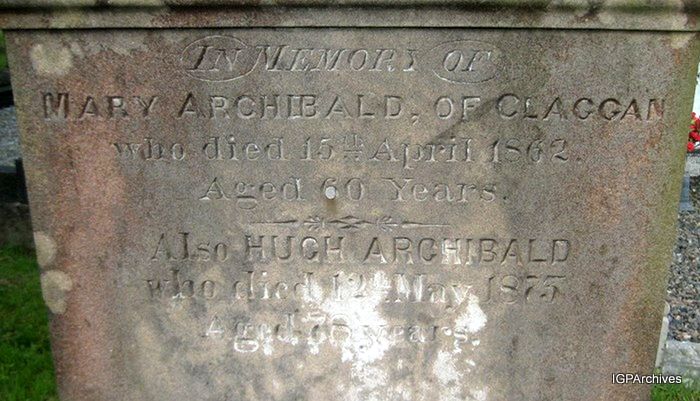 IN MEMORY OF
MARY ARCHIBALD, OF CLAGGAN
who died 15th April 1862.
Aged 60 Years.
Also HUGH ARCHIBALD
who died 12th May 1875
Aged years.
IGPArchives